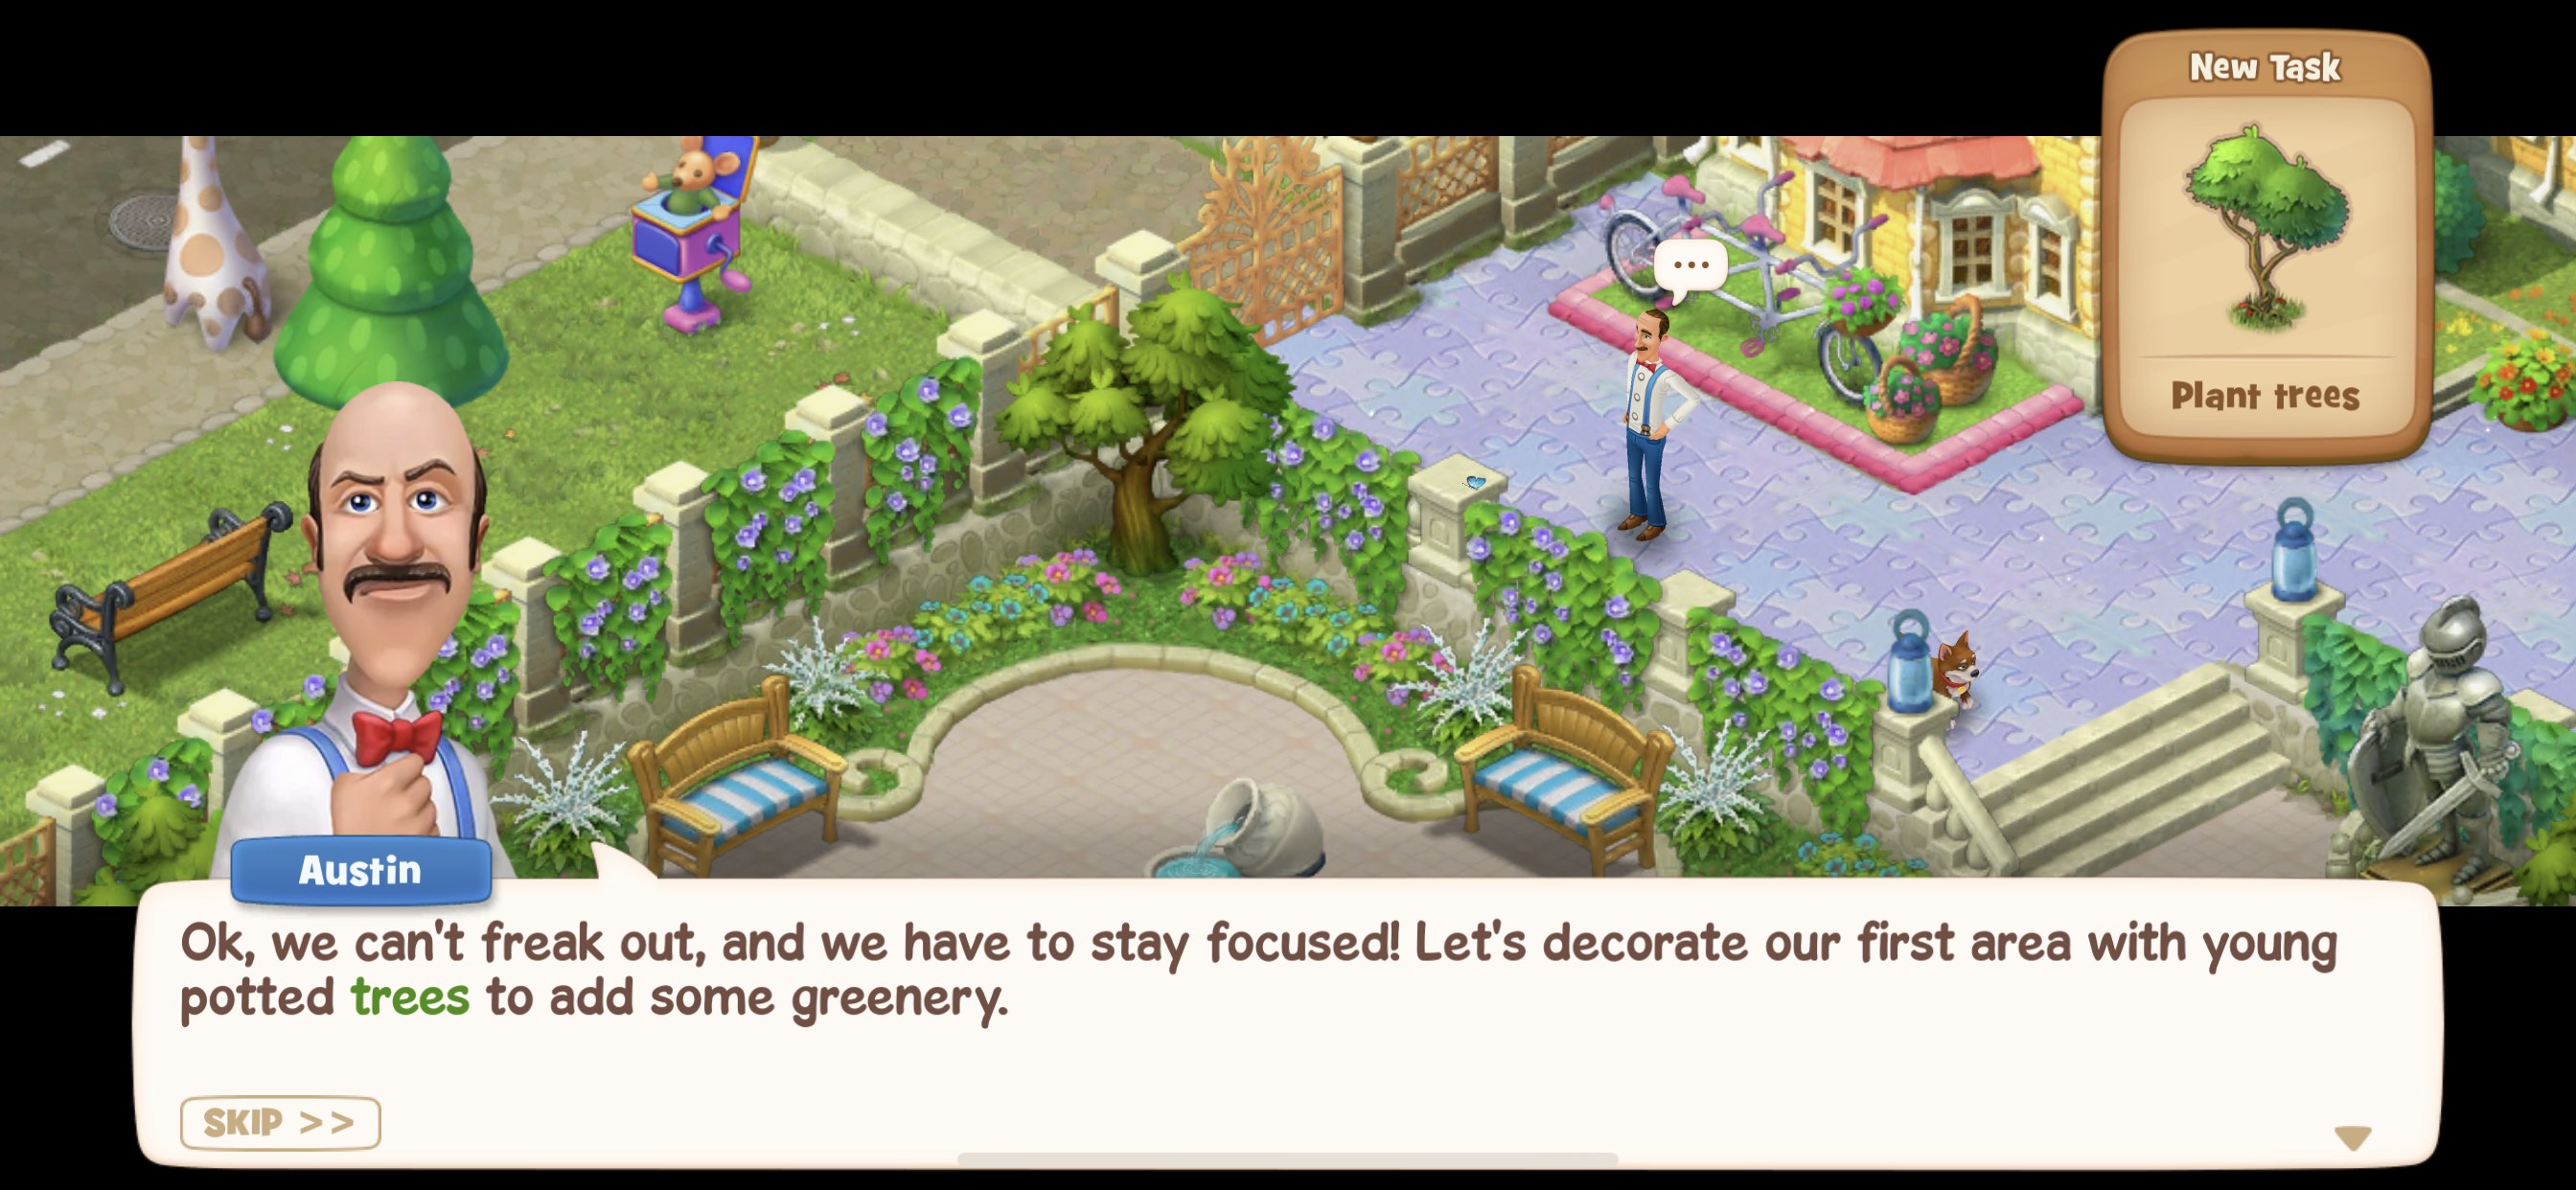 New Task
Plant trees
Austin
Ok, we can't freak out, and we have to stay focused! Let's decorate our first area with young
potted trees to add some greenery.
SKIP >>